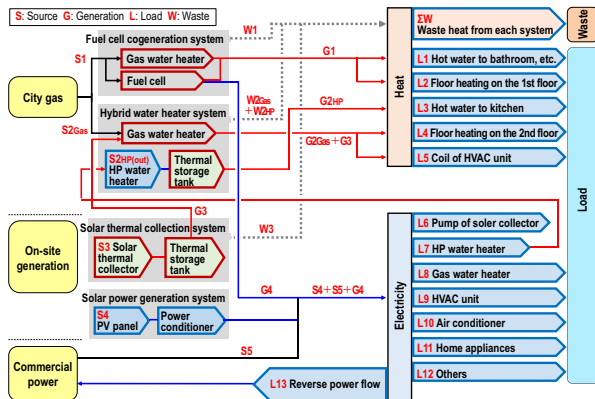 S: Source G: Generation L: Load W: Waste
Fuel cell cogeneration system
W1
ΣW
Waste heat from each system
Waste
S1
Gas water heater
G1
Fuel cell
L1 Hot water to bathroom, etc.
L2 Floor heating on the 1st floor
City gas
Heat
Hybrid water heater system
W2Gas
+W2HP
G2HP
L3 Hot water to kitchen
S2Gas
Gas water heater
L4 Floor heating on the 2nd floor
G2Gas+G3
S2HP(out)
HP water
heater
Thermal
storage
tank
L5 Coil of HVAC unit
Load
G3
Solar thermal collection system
W3
L6 Pump of soler collector
On-site
generation
S3 Solar
thermal
collector
Thermal
storage
tank
L7 HP water heater
L8 Gas water heater
Solar power generation system
G4
S4+S5+G4
Electricity
L9 HVAC unit
S4
PV panel
Power
conditioner
L10 Air conditioner
L11 Home appliances
S5
Commercial
power
L12 Others
L13 Reverse power flow